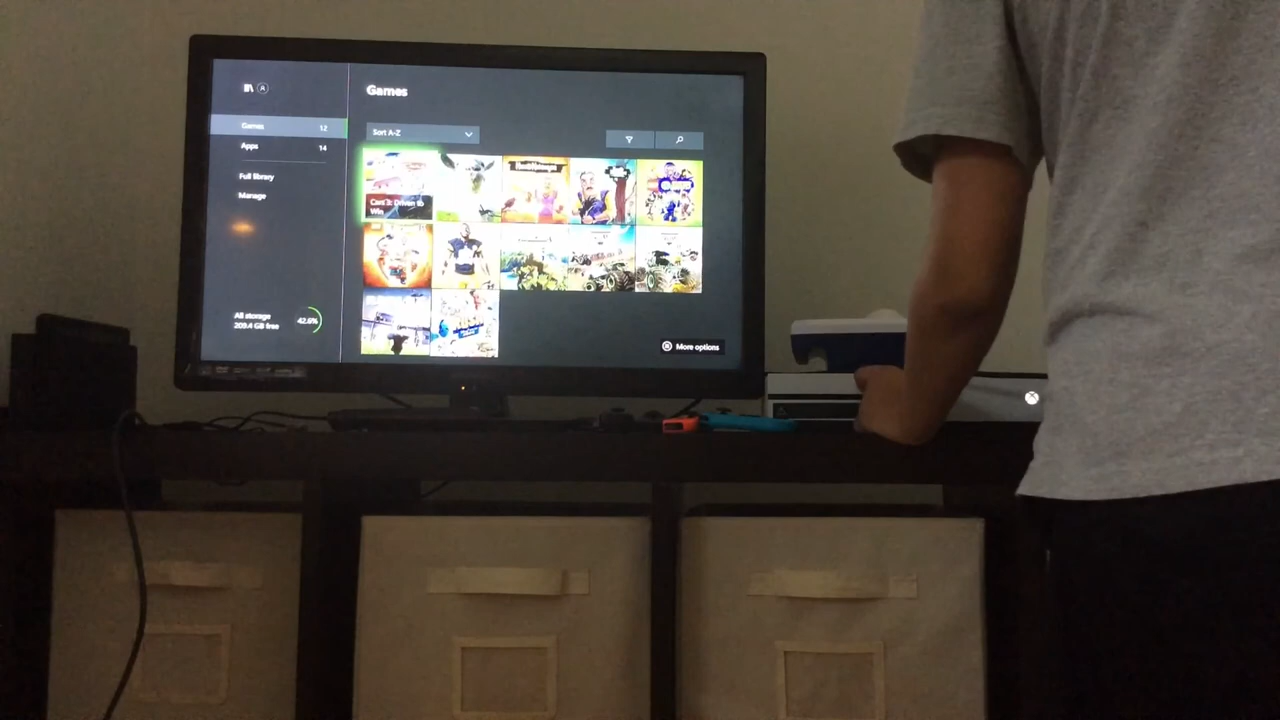 Games
Games 12
Apps 14
Full library
Manage
All storage
209.4 GB free
42.6%
Sort A-Z
Cars 3: Driven to
Win
More options